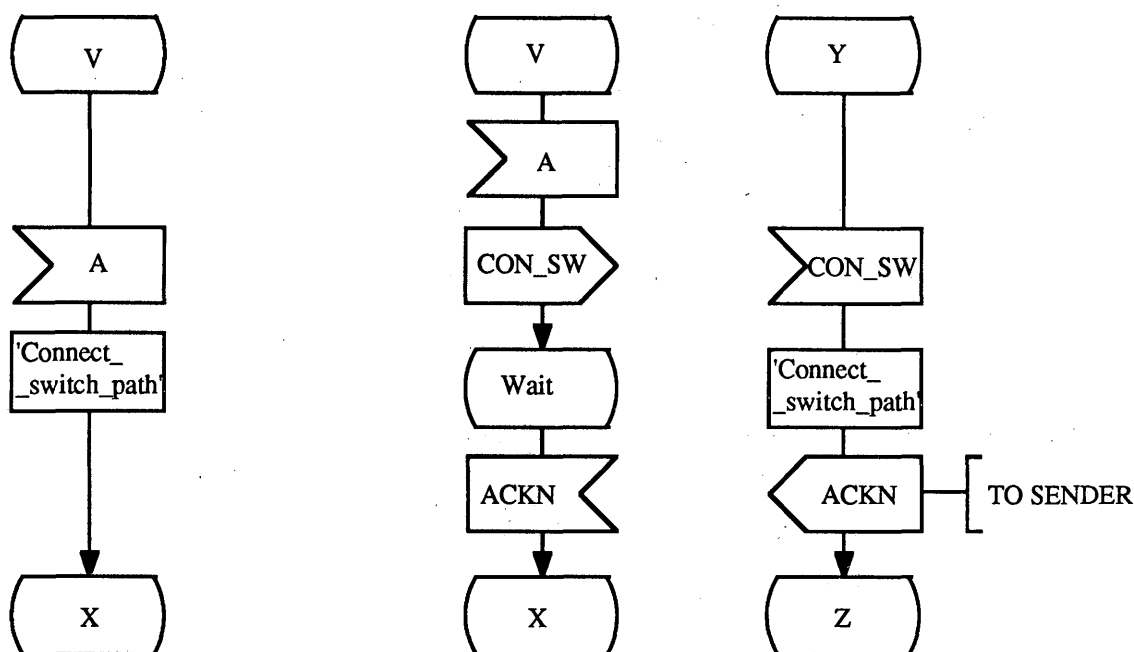 V
A
'Connect_
_switch_path'
X
V
A
CON_SW
Wait
ACKN
X
Y
CON_SW
'Connect_
_switch_path'
ACKN
TO SENDER
Z